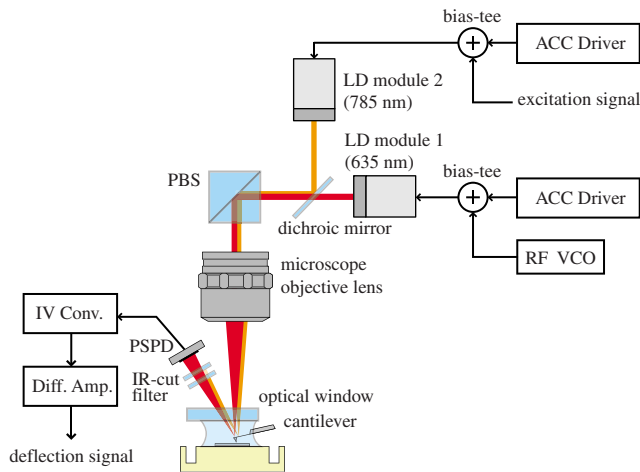 bias-tee
ACC Driver
LD module 2
(785 nm)
excitation signal
LD module 1
(635 nm)
bias-tee
PBS
ACC Driver
dichroic mirror
RF VCO
microscope
objective lens
IV Conv.
PSPD
IR-cut
filter
Diff. Amp.
optical window
cantilever
deflection signal